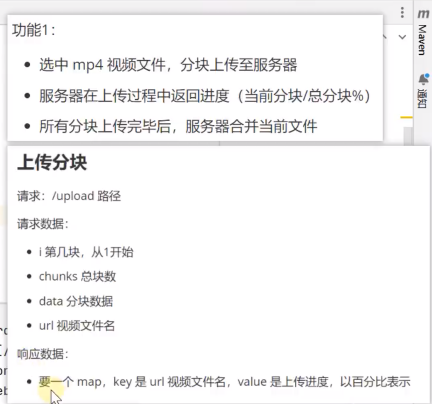 功能1：
• 选中 mp4 视频文件，分块上传至服务器
• 服务器在上传过程中返回进度（当前分块/总分块%）
• 所有分块上传完毕后，服务器合并当前文件
上传分块
请求：/upload 路径
请求数据：
• i 第几块，从1开始
• chunks 总块数
• data 分块数据
• url 视频文件名
响应数据：
• 要一个 map，key 是 url 视频文件名，value 是上传进度，以百分比表示
m
Maven
通知